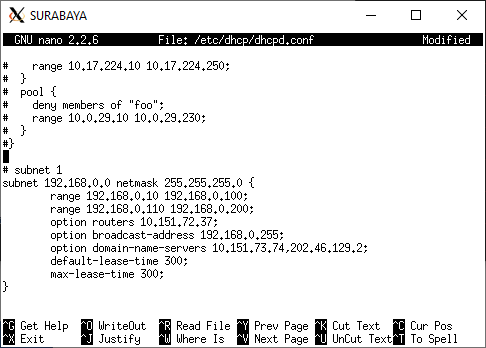 SURABAYA
GNU nano 2.2.6 File: /etc/dhcp/dhcpd.conf Modified
#    range 10.17.224.10 10.17.224.250;
#  }
#  pool {
#    deny members of "foo";
#    range 10.0.29.10 10.0.29.230;
#  }
#}
# subnet 1
subnet 192.168.0.0 netmask 255.255.255.0 {
range 192.168.0.10 192.168.0.100;
range 192.168.0.110 192.168.0.200;
option routers 10.151.72.37;
option broadcast-address 192.168.0.255;
option domain-name-servers 10.151.73.74,202.46.129.2;
default-lease-time 300;
max-lease-time 300;
}
^G Get Help ^O WriteOut ^R Read File ^Y Prev Page ^K Cut Text ^C Cur Pos
^X Exit ^J Justify ^W Where Is ^V Next Page ^U UnCut Text ^T To Spell